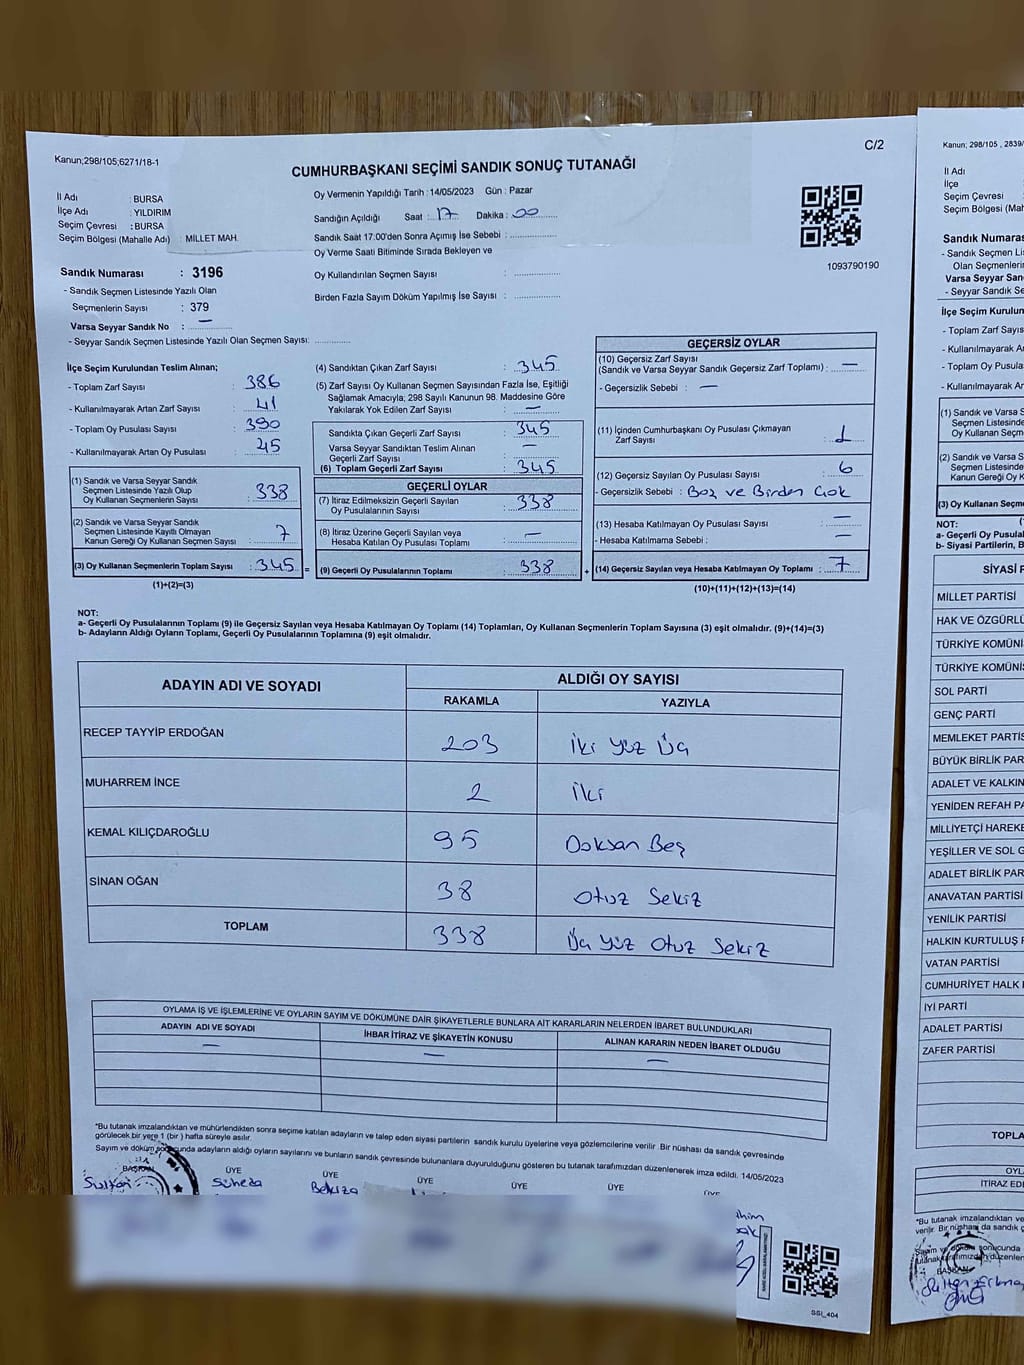 Kanun;298/105;6271/18-1
C/2
CUMHURBAŞKANI SEÇİMİ SANDIK SONUÇ TUTANAĞI
İl Adı : BURSA
İlçe Adı : YILDIRIM
Seçim Çevresi : BURSA
Seçim Bölgesi (Mahalle Adı) : MİLLET MAH.
Oy Vermenin Yapıldığı Tarih : 14/05/2023 Gün : Pazar
Sandığın Açıldığı Saat : 17 Dakika : 00
Sandık Saat 17:00'den Sonra Açımış İse Sebebi :
Oy Verme Saati Bitiminde Sırada Bekleyen ve
Oy Kullandırılan Seçmen Sayısı :
Birden Fazla Sayım Döküm Yapılmış İse Sayısı :
1093790190
Sandık Numarası : 3196
- Sandık Seçmen Listesinde Yazılı Olan
Seçmenlerin Sayısı : 379
Varsa Seyyar Sandık No : —
- Seyyar Sandık Seçmen Listesinde Yazılı Olan Seçmen Sayısı:
İlçe Seçim Kurulundan Teslim Alınan;
- Toplam Zarf Sayısı : 386
- Kullanılmayarak Artan Zarf Sayısı : 41
- Toplam Oy Pusulası Sayısı : 390
- Kullanılmayarak Artan Oy Pusulası : 45
(1) Sandık ve Varsa Seyyar Sandık
Seçmen Listesinde Yazılı Olup
Oy Kullanan Seçmenlerin Sayısı : 338
(2) Sandık ve Varsa Seyyar Sandık
Seçmen Listesinde Kayıtlı Olmayan
Kanun Gereği Oy Kullanan Seçmen Sayısı : 7
(3) Oy Kullanan Seçmenlerin Toplam Sayısı : 345
(1)+(2)=(3)
(4) Sandıktan Çıkan Zarf Sayısı : 345
(5) Zarf Sayısı Oy Kullanan Seçmen Sayısından Fazla İse, Eşitliği
Sağlamak Amacıyla; 298 Sayılı Kanunun 98. Maddesine Göre
Yakılarak Yok Edilen Zarf Sayısı : —
Sandıkta Çıkan Geçerli Zarf Sayısı : 345
Varsa Seyyar Sandıktan Teslim Alınan
Geçerli Zarf Sayısı : —
(6) Toplam Geçerli Zarf Sayısı : 345
GEÇERLİ OYLAR
(7) İtiraz Edilmeksizin Geçerli Sayılan
Oy Pusulalarının Sayısı : 338
(8) İtiraz Üzerine Geçerli Sayılan veya
Hesaba Katılan Oy Pusulası Toplamı : —
= (9) Geçerli Oy Pusulalarının Toplamı : 338 +
GEÇERSİZ OYLAR
(10) Geçersiz Zarf Sayısı
(Sandık ve Varsa Seyyar Sandık Geçersiz Zarf Toplamı) : —
- Geçersizlik Sebebi : —
(11) İçinden Cumhurbaşkanı Oy Pusulası Çıkmayan
Zarf Sayısı : 1
(12) Geçersiz Sayılan Oy Pusulası Sayısı : 6
- Geçersizlik Sebebi : Boş ve Birden Çok
(13) Hesaba Katılmayan Oy Pusulası Sayısı : —
- Hesaba Katılmama Sebebi : —
(14) Geçersiz Sayılan veya Hesaba Katılmayan Oy Toplamı : 7
(10)+(11)+(12)+(13)=(14)
NOT:
a- Geçerli Oy Pusulalarının Toplamı (9) ile Geçersiz Sayılan veya Hesaba Katılmayan Oy Toplamı (14) Toplamları, Oy Kullanan Seçmenlerin Toplam Sayısına (3) eşit olmalıdır. (9)+(14)=(3)
b- Adayların Aldığı Oyların Toplamı, Geçerli Oy Pusulalarının Toplamına (9) eşit olmalıdır.
ADAYIN ADI VE SOYADI
ALDIĞI OY SAYISI
RAKAMLA YAZIYLA
RECEP TAYYİP ERDOĞAN 203 İki Yüz Üç
MUHARREM İNCE 2 İki
KEMAL KILIÇDAROĞLU 95 Doksan Beş
SİNAN OĞAN 38 Otuz Sekiz
TOPLAM 338 Üç Yüz Otuz Sekiz
OYLAMA İŞ VE İŞLEMLERİNE VE OYLARIN SAYIM VE DÖKÜMÜNE DAİR ŞİKAYETLERLE BUNLARA AİT KARARLARIN NELERDEN İBARET BULUNDUKLARI
ADAYIN ADI VE SOYADI İHBAR İTİRAZ VE ŞİKAYETİN KONUSU ALINAN KARARIN NEDEN İBARET OLDUĞU
— — —
*Bu tutanak imzalandıktan ve mühürlendikten sonra seçime katılan adayların ve talep eden siyasi partilerin sandık kurulu üyelerine veya gözlemcilerine verilir. Bir nüshası da sandık çevresinde
görülecek bir yere 1 (bir) hafta süreyle asılır.
Sayım ve döküm sonucunda adayların aldığı oyların sayılarını ve bunların sandık çevresinde bulunanlara duyurulduğunu gösteren bu tutanak tarafımızdan düzenlenerek imza edildi. 14/05/2023
BAŞKAN ÜYE ÜYE ÜYE ÜYE ÜYE ÜYE
Sultan
SSI_404
Kanun; 298/105 , 2839/
İl Adı
İlçe
Seçim Çevresi
Seçim Bölgesi (Mah
Sandık Numaras
- Sandık Seçmen Lis
Olan Seçmenleri
Varsa Seyyar San
- Seyyar Sandık Se
İlçe Seçim Kurulun
- Toplam Zarf Sayıs
- Kullanılmayarak A
- Toplam Oy Pusula
- Kullanılmayarak A
(1) Sandık ve Varsa
Seçmen Listesin
Oy Kullanan Seç
(2) Sandık ve Varsa
Seçmen Listesin
Kanun Gereği Oy
(3) Oy Kullanan Seçme
NOT:
a- Geçerli Oy Pusula
b- Siyasi Partilerin, B
SİYASİ P
MİLLET PARTİSİ
HAK VE ÖZGÜRLÜ
TÜRKİYE KOMÜNİ
TÜRKİYE KOMÜNİS
SOL PARTİ
GENÇ PARTİ
MEMLEKET PARTİS
BÜYÜK BİRLİK PAR
ADALET VE KALKIN
YENİDEN REFAH PA
MİLLİYETÇİ HAREKE
YEŞİLLER VE SOL G
ADALET BİRLİK PAR
ANAVATAN PARTİSİ
YENİLİK PARTİSİ
HALKIN KURTULUŞ P
VATAN PARTİSİ
CUMHURİYET HALK
İYİ PARTİ
ADALET PARTİSİ
ZAFER PARTİSİ
TOPLA
OYL
İTİRAZ EDE
*Bu tutanak imzalandıktan ve
verilir. Bir nüshası da sandık ç
Sayım ve döküm sonucunda
tutanak tarafımızdan düzenlen
BAŞKAN